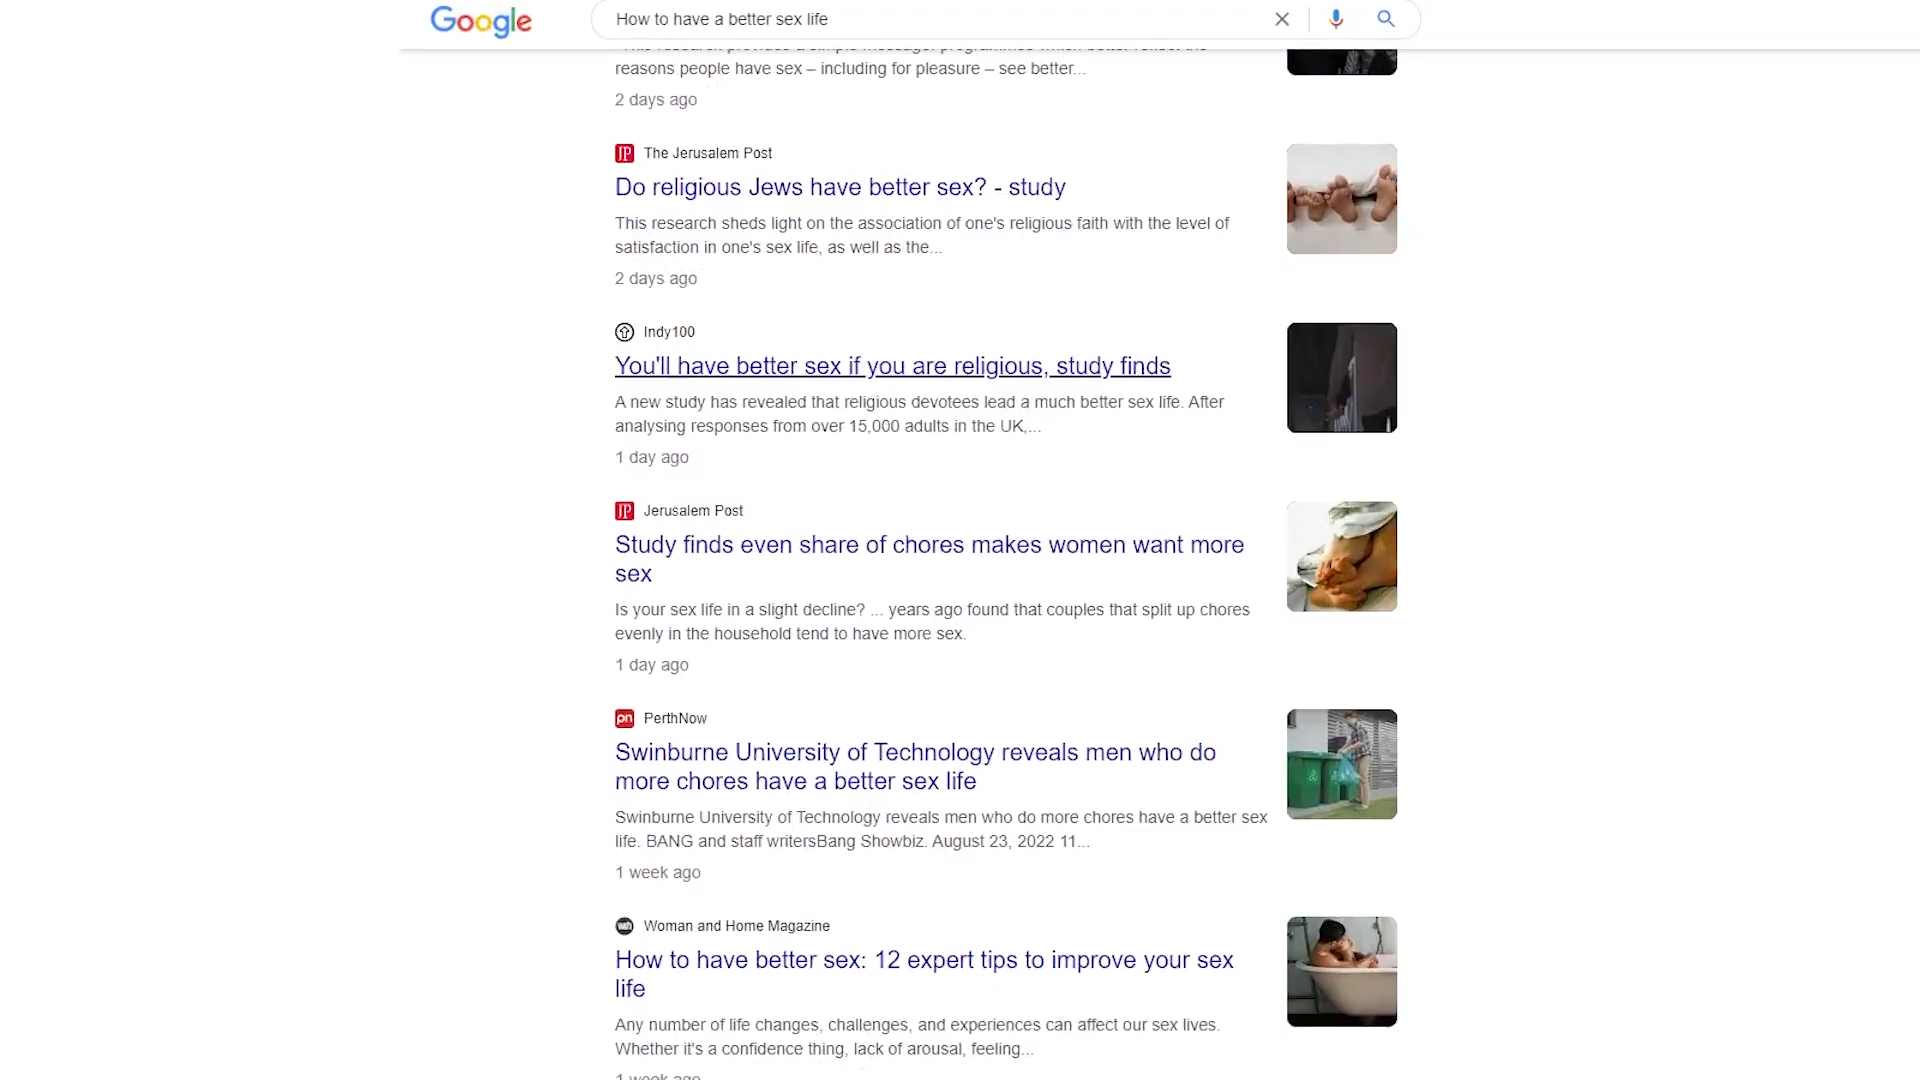 Google
How to have a better sex life
reasons people have sex – including for pleasure – see better...
2 days ago
The Jerusalem Post
Do religious Jews have better sex? - study
This research sheds light on the association of one's religious faith with the level of
satisfaction in one's sex life, as well as the...
2 days ago
Indy100
You'll have better sex if you are religious, study finds
A new study has revealed that religious devotees lead a much better sex life. After
analysing responses from over 15,000 adults in the UK,...
1 day ago
JP Jerusalem Post
Study finds even share of chores makes women want more
sex
Is your sex life in a slight decline? ... years ago found that couples that split up chores
evenly in the household tend to have more sex.
1 day ago
pn PerthNow
Swinburne University of Technology reveals men who do
more chores have a better sex life
Swinburne University of Technology reveals men who do more chores have a better sex
life. BANG and staff writersBang Showbiz. August 23, 2022 11...
1 week ago
Woman and Home Magazine
How to have better sex: 12 expert tips to improve your sex
life
Any number of life changes, challenges, and experiences can affect our sex lives.
Whether it's a confidence thing, lack of arousal, feeling...
1 week ago